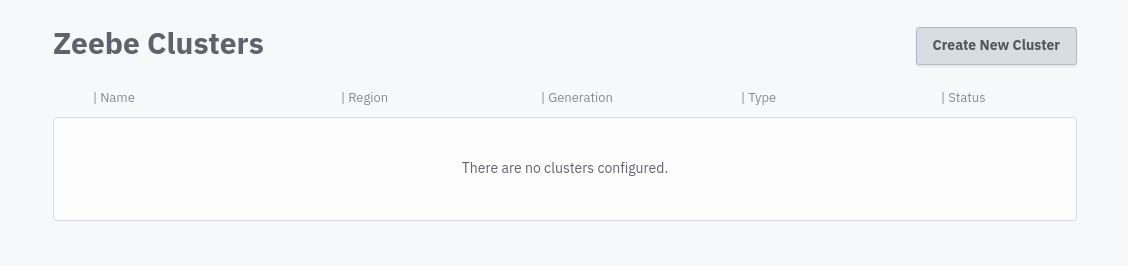 Zeebe Clusters
Create New Cluster
| Name | Region | Generation | Type | Status
There are no clusters configured.